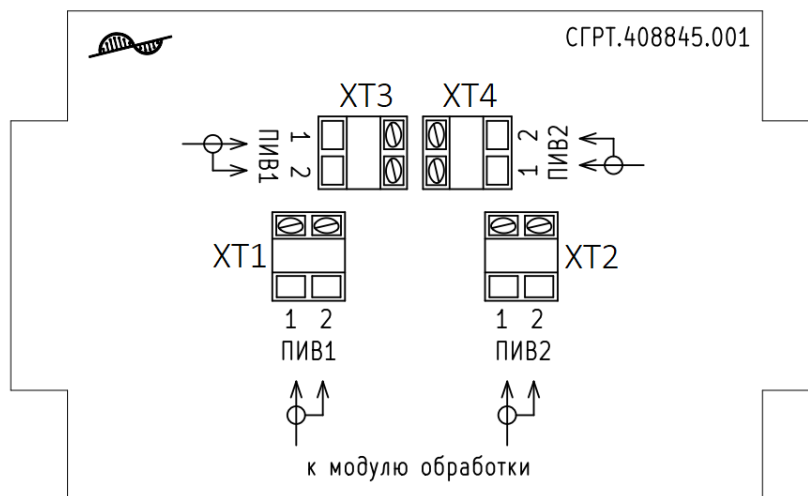 СГРТ.408845.001
XT3 XT4
1 2 ПИВ1
2 1 ПИВ2
XT1 XT2
1 2 1 2
ПИВ1 ПИВ2
к модулю обработки